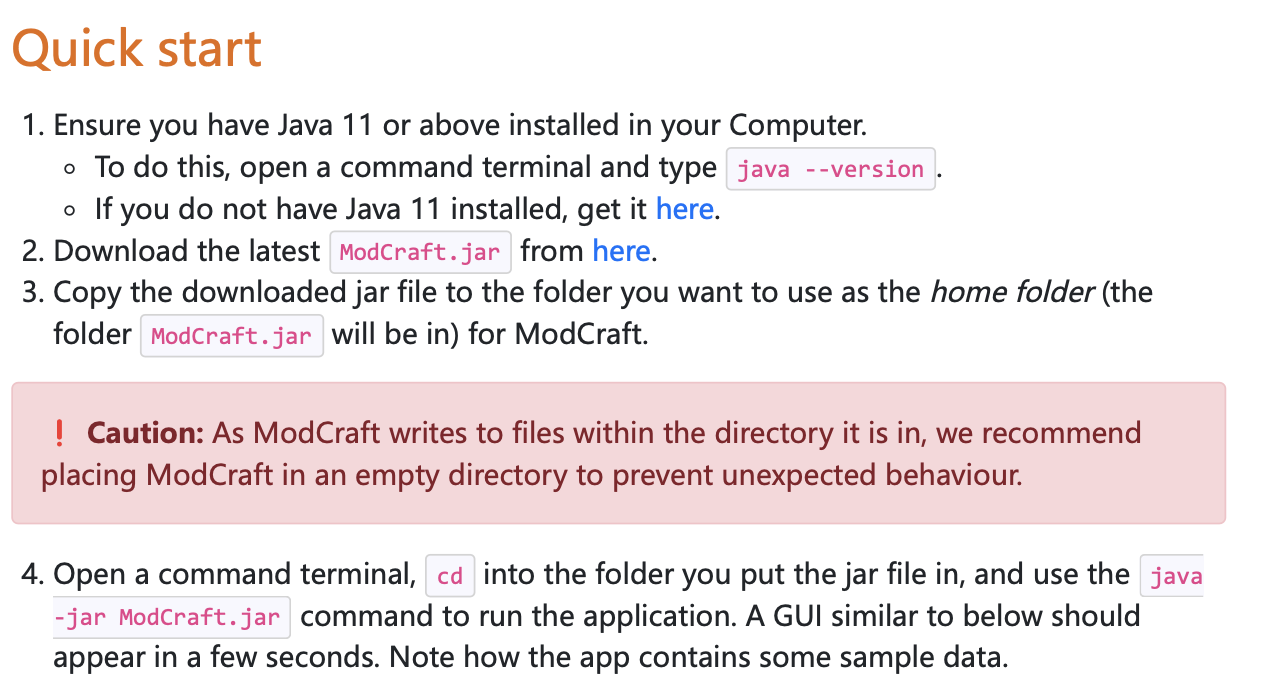 Quick start
1. Ensure you have Java 11 or above installed in your Computer.
To do this, open a command terminal and type java --version.
If you do not have Java 11 installed, get it here.
2. Download the latest ModCraft.jar from here.
3. Copy the downloaded jar file to the folder you want to use as the home folder (the
folder ModCraft.jar will be in) for ModCraft.
❗ Caution: As ModCraft writes to files within the directory it is in, we recommend
placing ModCraft in an empty directory to prevent unexpected behaviour.
4. Open a command terminal, cd into the folder you put the jar file in, and use the java
-jar ModCraft.jar command to run the application. A GUI similar to below should
appear in a few seconds. Note how the app contains some sample data.